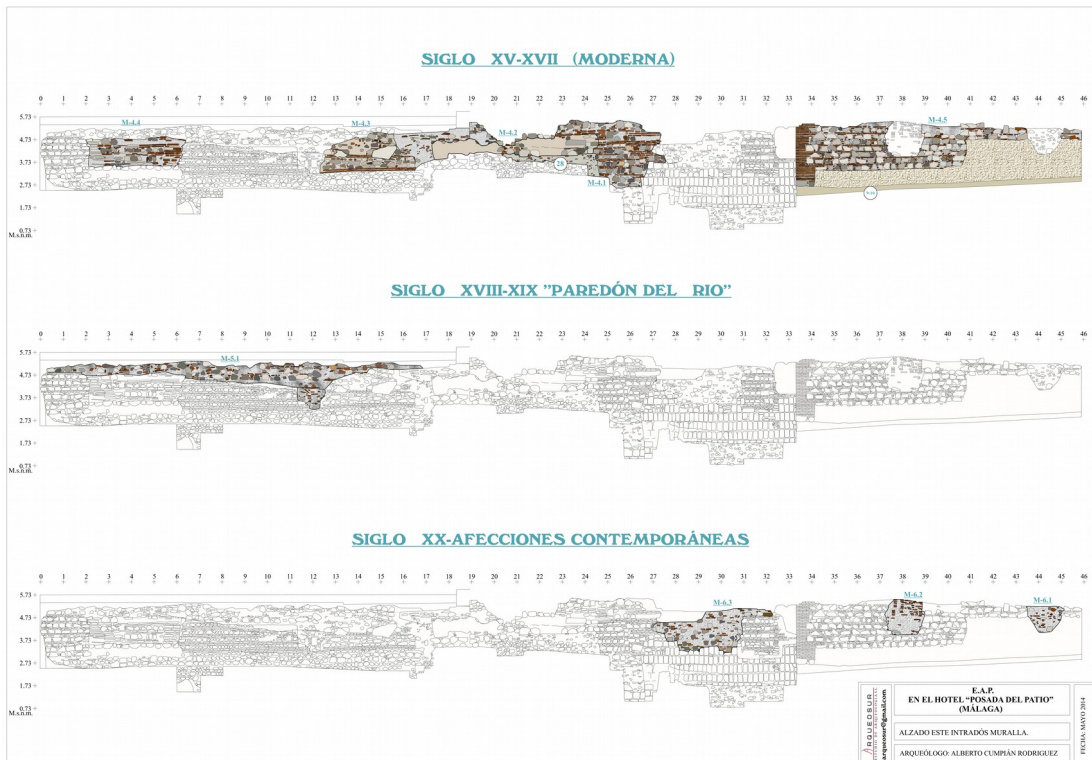 SIGLO XV-XVII (MODERNA)
0 1 2 3 4 5 6 7 8 9 10 11 12 13 14 15 16 17 18 19 20 21 22 23 24 25 26 27 28 29 30 31 32 33 34 35 36 37 38 39 40 41 42 43 44 45 46
5.73
M-4.4 M-4.3 M-4.2 M-4.5
4.73
3.73
28
2.73
M-4.1
1.73
0.73
M.s.n.m.
SIGLO XVIII-XIX "PAREDÓN DEL RIO"
0 1 2 3 4 5 6 7 8 9 10 11 12 13 14 15 16 17 18 19 20 21 22 23 24 25 26 27 28 29 30 31 32 33 34 35 36 37 38 39 40 41 42 43 44 45 46
5.73
M-5.1
4.73
3.73
2.73
1.73
0.73
M.s.n.m.
SIGLO XX-AFECCIONES CONTEMPORÁNEAS
0 1 2 3 4 5 6 7 8 9 10 11 12 13 14 15 16 17 18 19 20 21 22 23 24 25 26 27 28 29 30 31 32 33 34 35 36 37 38 39 40 41 42 43 44 45 46
5.73
M-6.3 M-6.2 M-6.1
4.73
3.73
2.73
1.73
0.73
M.s.n.m.
ARQUEOSUR
arqueosur@gmail.com
E.A.P.
EN EL HOTEL "POSADA DEL PATIO"
(MÁLAGA)
ALZADO ESTE INTRADÓS MURALLA.
ARQUEÓLOGO: ALBERTO CUMPIÁN RODRIGUEZ
FECHA: MAYO 2014